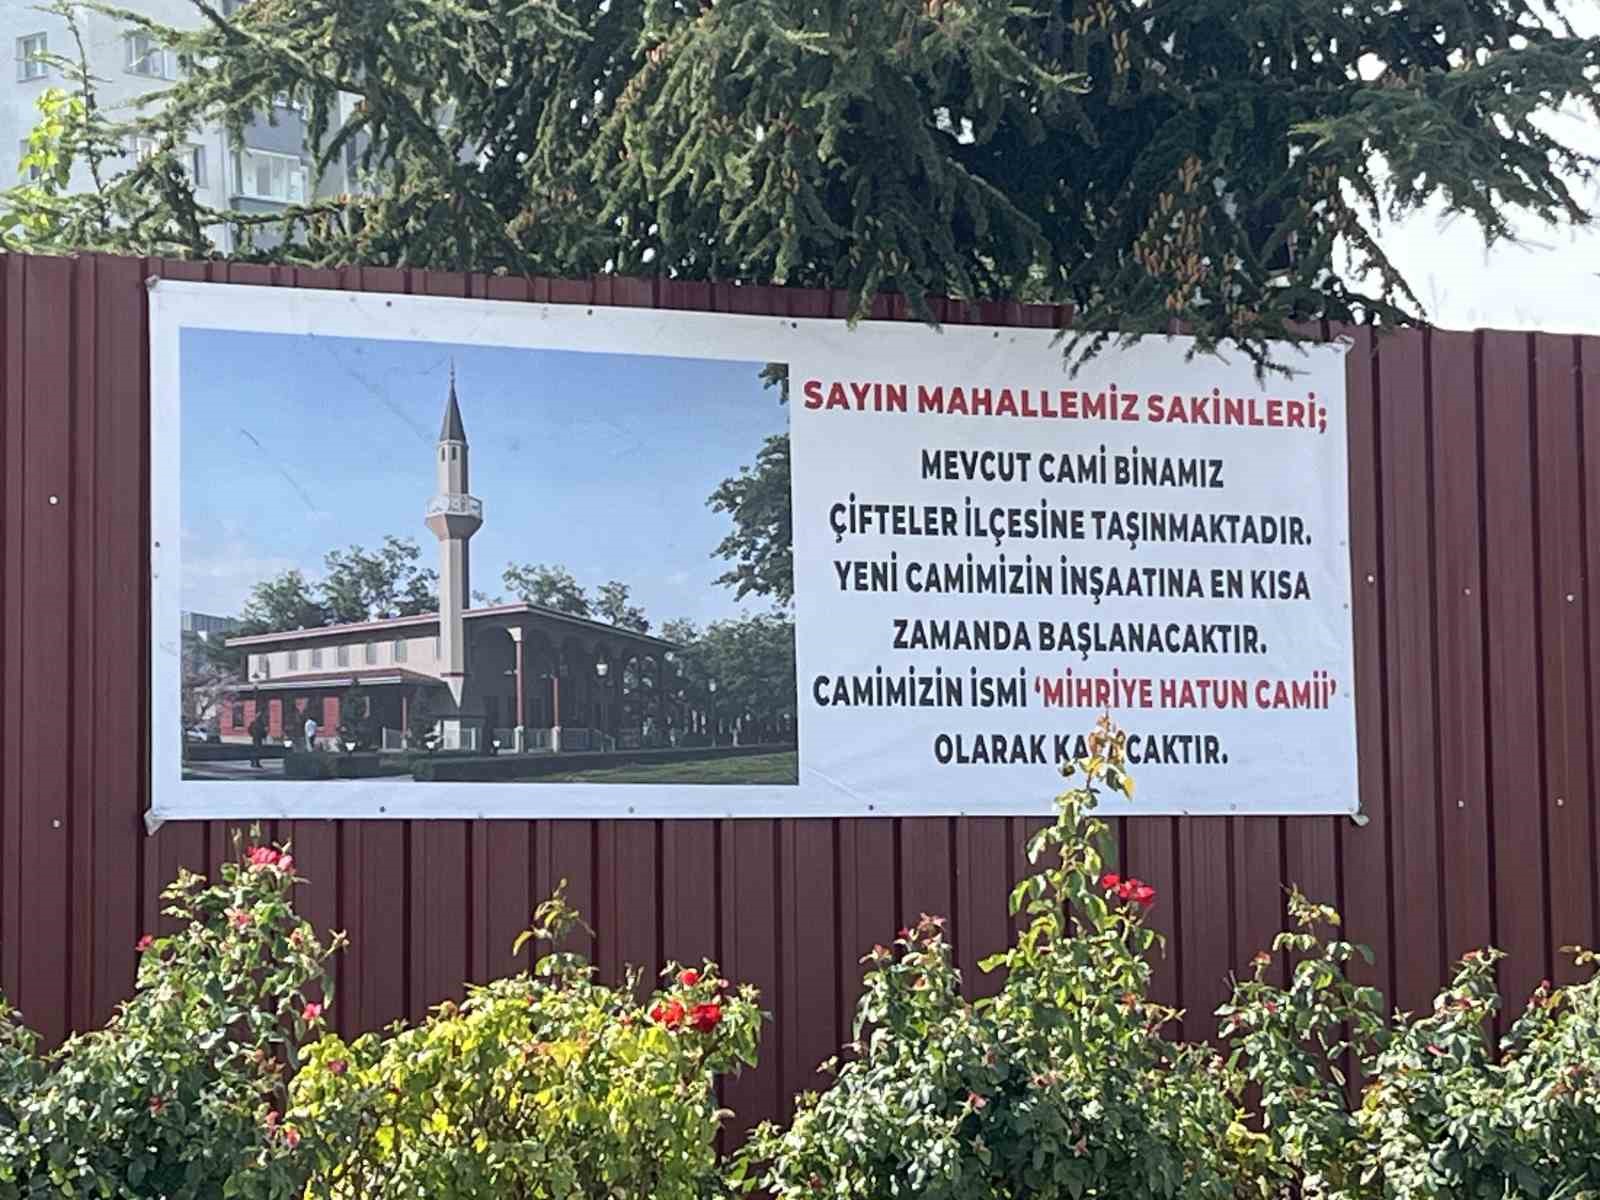 SAYIN MAHALLEMİZ SAKİNLERİ;
MEVCUT CAMİ BİNAMIZ
ÇİFTELER İLÇESİNE TAŞINMAKTADIR.
YENİ CAMİMİZİN İNŞAATINA EN KISA
ZAMANDA BAŞLANACAKTIR.
CAMİMİZİN İSMİ ‘MİHRİYE HATUN CAMİİ’
OLARAK